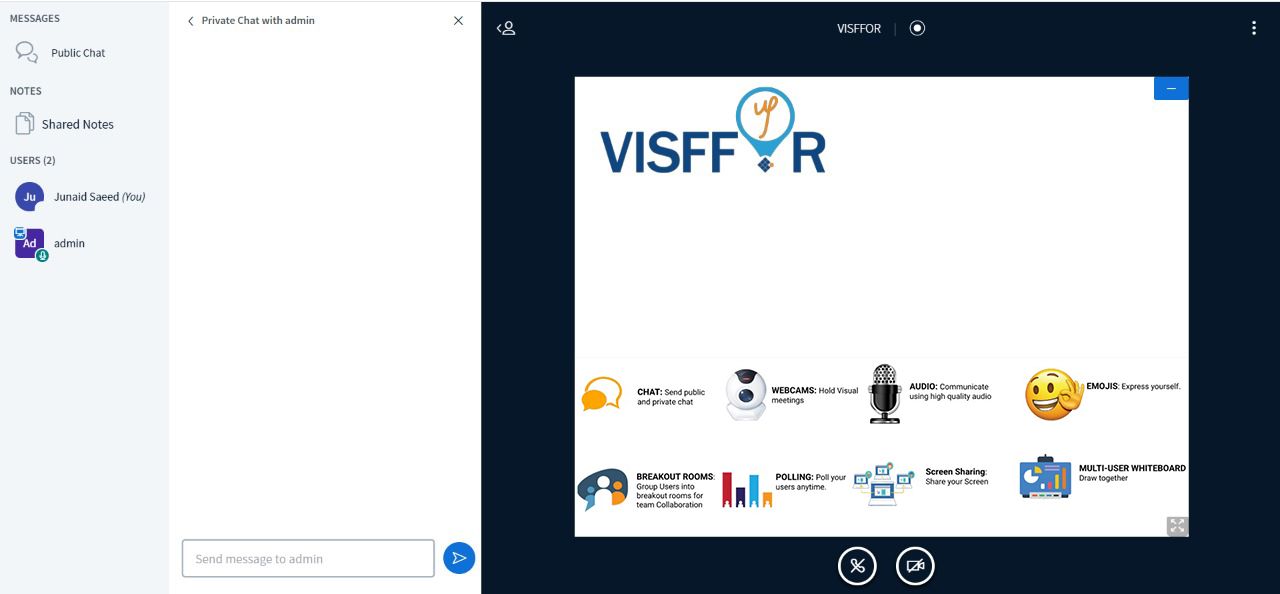 MESSAGES
Public Chat
NOTES
Shared Notes
USERS (2)
Ju
Junaid Saeed (You)
Ad
admin
Private Chat with admin
Send message to admin
VISFFOR
up
VISFF R
CHAT: Send public
and private chat
WEBCAMS: Hold Visual
meetings
AUDIO: Communicate
using high quality audio
EMOJIS: Express yourself.
BREAKOUT ROOMS:
Group Users into
breakout rooms for
team Collaboration
POLLING: Poll your
users anytime.
Screen Sharing:
Share your Screen
MULTI-USER WHITEBOARD
Draw together